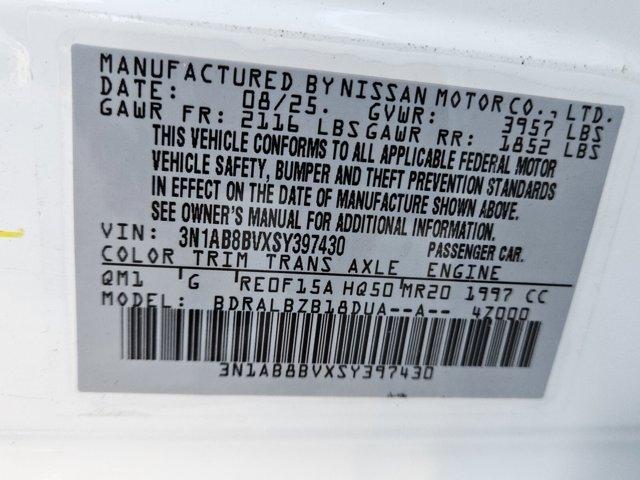 MANUFACTURED BY NISSAN MOTOR CO., LTD.
DATE: 08/25. GVWR: 3957 LBS
GAWR FR: 2116 LBS GAWR RR: 1852 LBS
THIS VEHICLE CONFORMS TO ALL APPLICABLE FEDERAL MOTOR
VEHICLE SAFETY, BUMPER AND THEFT PREVENTION STANDARDS
IN EFFECT ON THE DATE OF MANUFACTURE SHOWN ABOVE.
SEE OWNER'S MANUAL FOR ADDITIONAL INFORMATION.
VIN: 3N1AB8BVXSY397430 PASSENGER CAR.
COLOR TRIM TRANS AXLE ENGINE
QM1 G RE0F15A HQ50 MR20 1997 CC
MODEL: BDRALBZB18DUA--A-- 4Z000
3N1AB8BVXSY397430